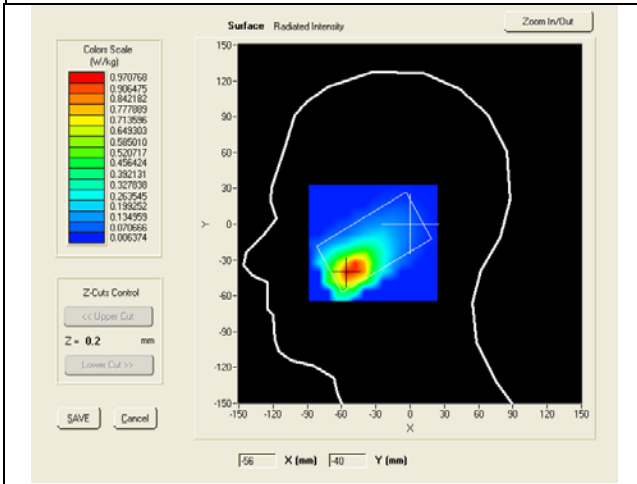 Surface Radiated Intensity
Zoom In/Out
Colors Scale
(W/kg)
0.970768
0.906475
0.842182
0.777889
0.713596
0.649303
0.585010
0.520717
0.456424
0.392131
0.327838
0.263545
0.199252
0.134959
0.070666
0.006374
Z-Cuts Control
<< Upper Cut
Z = 0.2 mm
Lower Cut >>
SAVE Cancel
150
120
90
60
30
0
-30
-60
-90
-120
-150
Y
-150 -120 -90 -60 -30 0 30 60 90 120 150
X
-56 X (mm) -40 Y (mm)